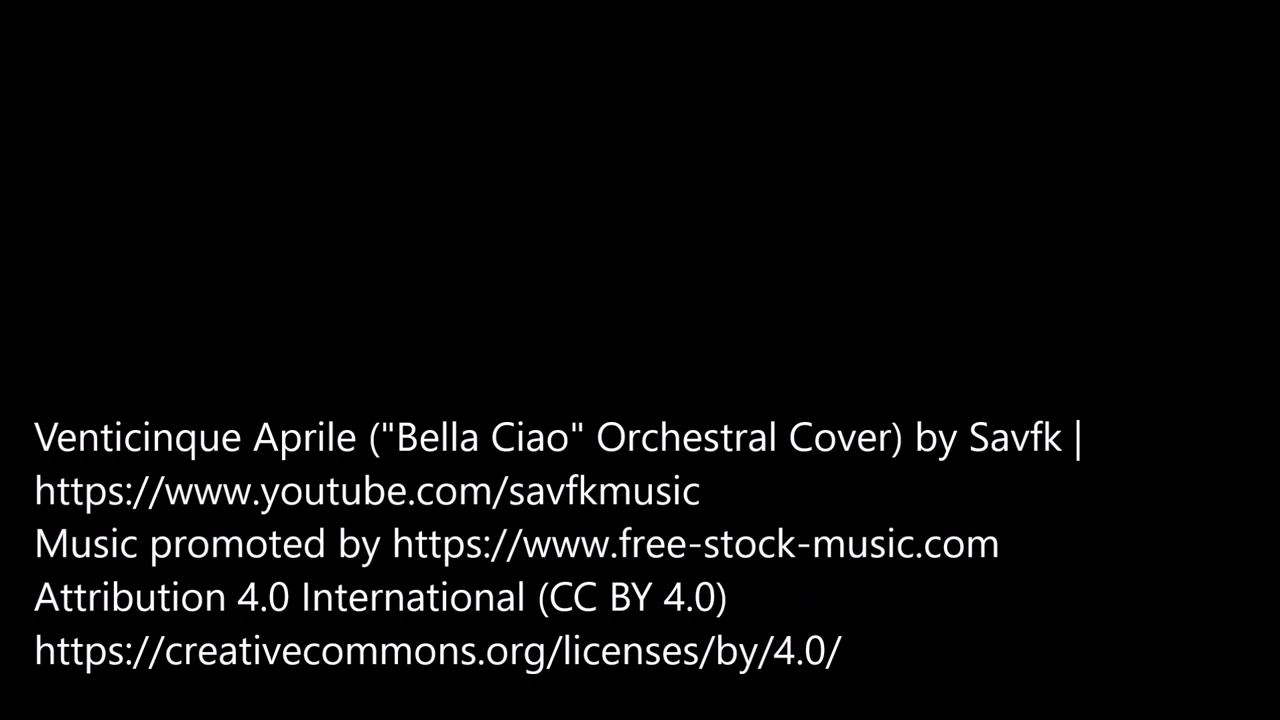 Venticinque Aprile ("Bella Ciao" Orchestral Cover) by Savfk |
https://www.youtube.com/savfkmusic
Music promoted by https://www.free-stock-music.com
Attribution 4.0 International (CC BY 4.0)
https://creativecommons.org/licenses/by/4.0/